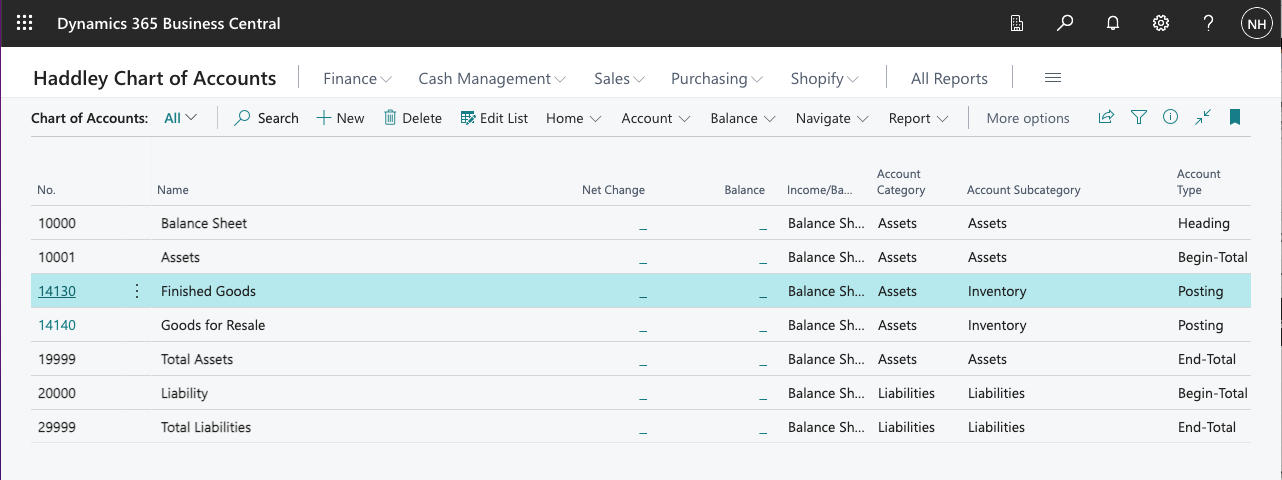 Dynamics 365 Business Central NH
Haddley Chart of Accounts Finance Cash Management Sales Purchasing Shopify All Reports
Chart of Accounts: All Search New Delete Edit List Home Account Balance Navigate Report More options
No. Name Net Change Balance Income/Ba... Account Category Account Subcategory Account Type
10000 Balance Sheet _ _ Balance Sh... Assets Assets Heading
10001 Assets _ _ Balance Sh... Assets Assets Begin-Total
14130 Finished Goods _ _ Balance Sh... Assets Inventory Posting
14140 Goods for Resale _ _ Balance Sh... Assets Inventory Posting
19999 Total Assets _ _ Balance Sh... Assets Assets End-Total
20000 Liability _ _ Balance Sh... Liabilities Liabilities Begin-Total
29999 Total Liabilities _ _ Balance Sh... Liabilities Liabilities End-Total